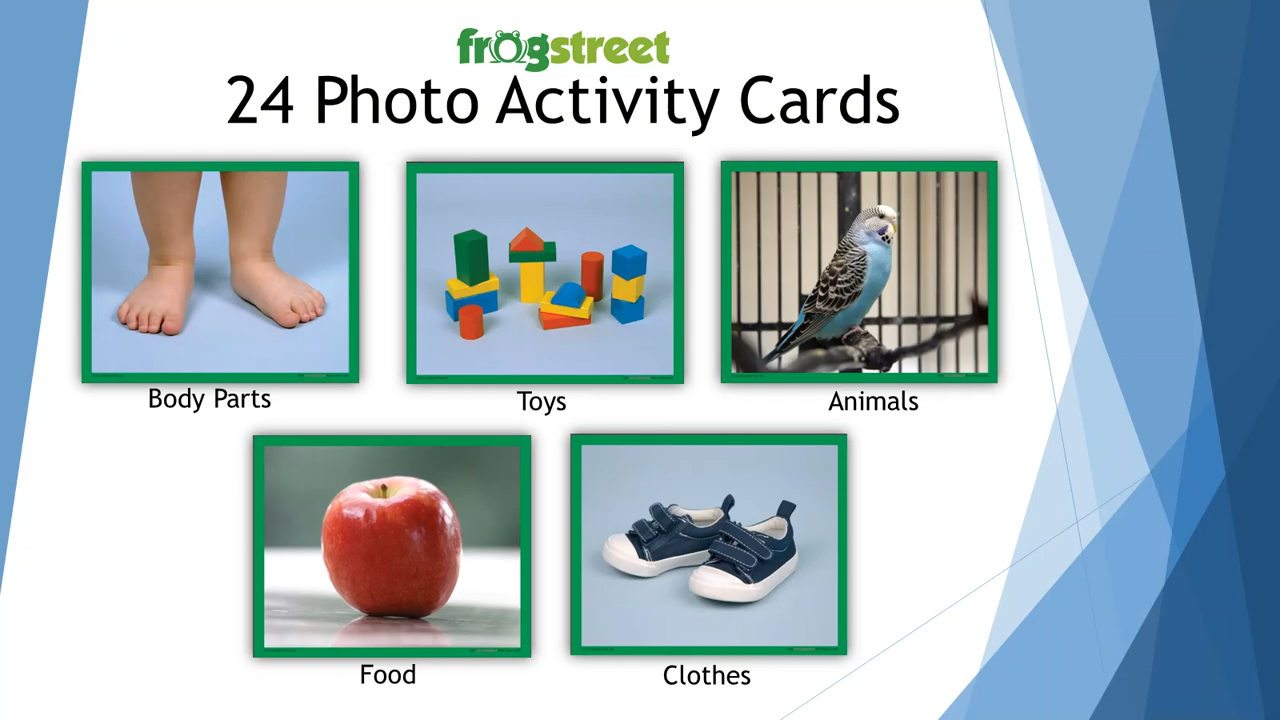 frogstreet
24 Photo Activity Cards
Body Parts
Toys
Animals
Food
Clothes